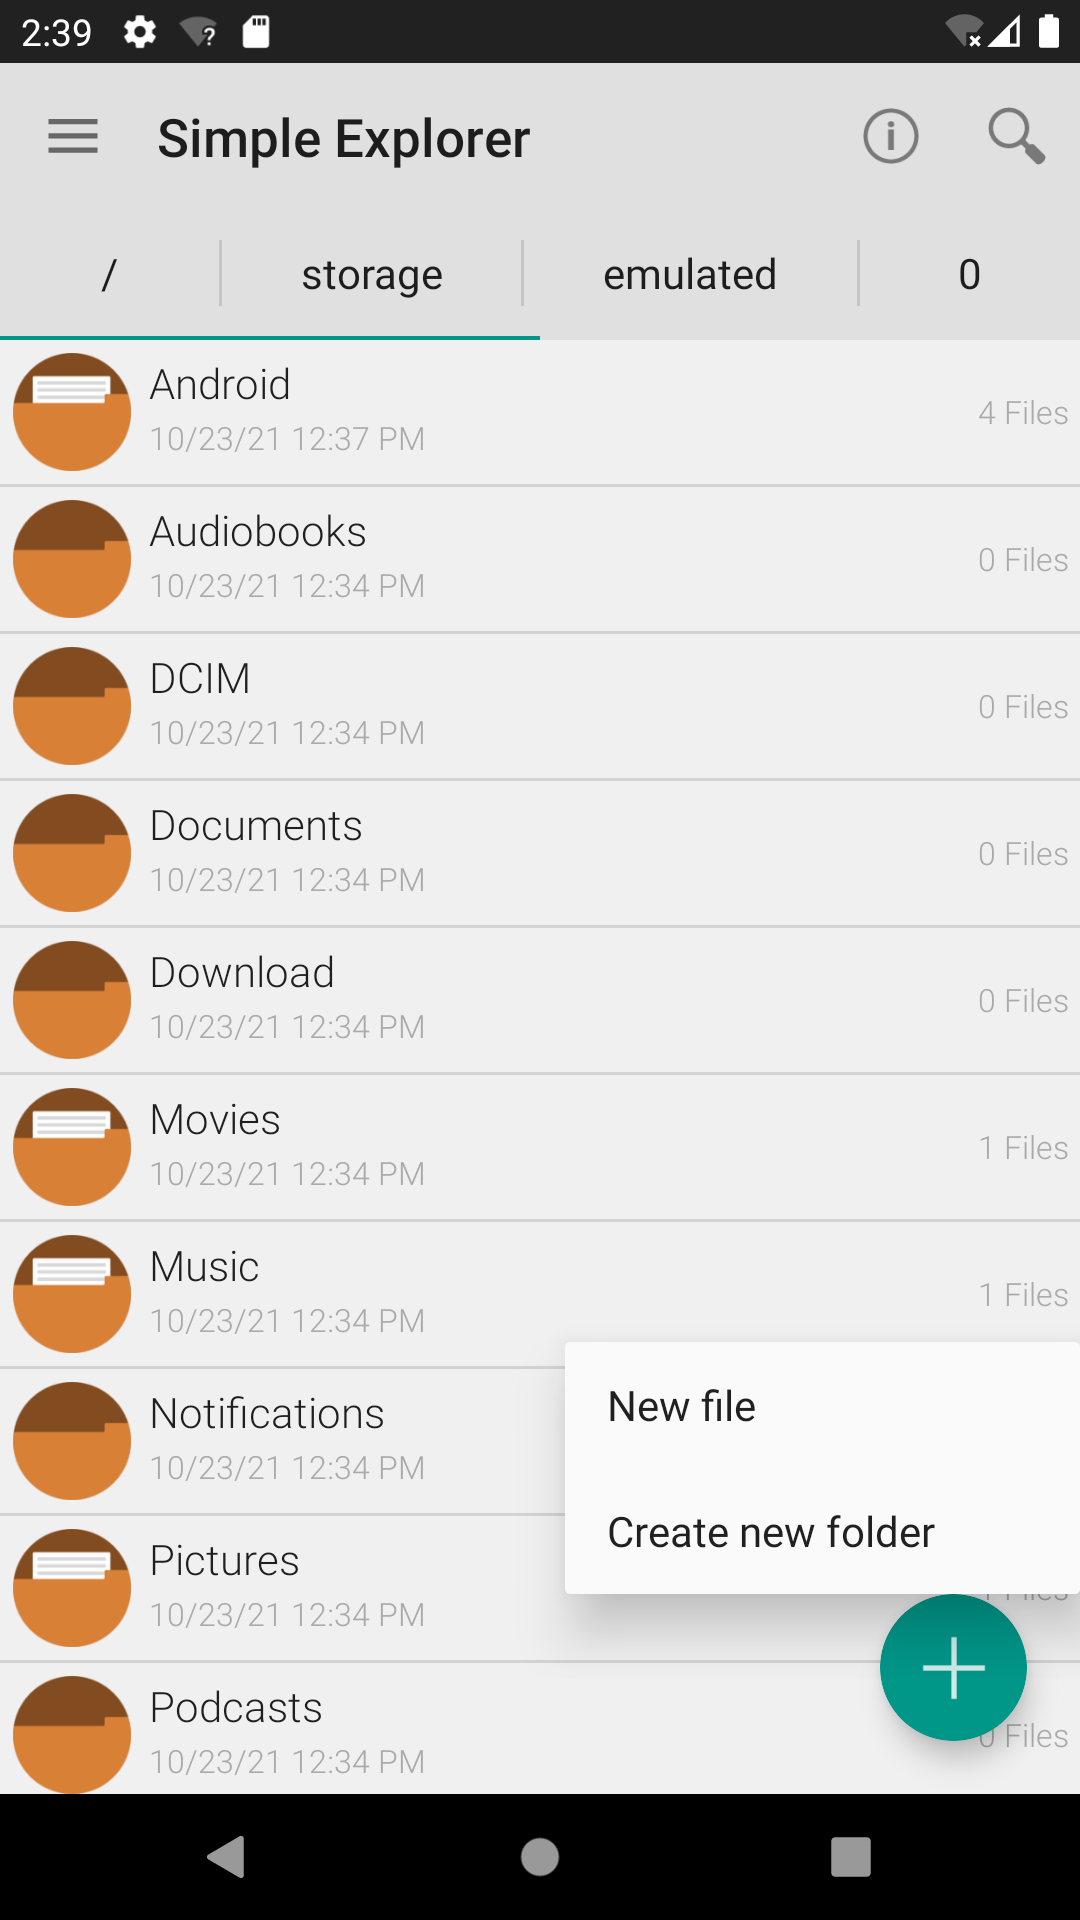 2:39
Simple Explorer
/ storage emulated 0
Android
10/23/21 12:37 PM
4 Files
Audiobooks
10/23/21 12:34 PM
0 Files
DCIM
10/23/21 12:34 PM
0 Files
Documents
10/23/21 12:34 PM
0 Files
Download
10/23/21 12:34 PM
0 Files
Movies
10/23/21 12:34 PM
1 Files
Music
10/23/21 12:34 PM
1 Files
Notifications
10/23/21 12:34 PM
New file
Create new folder
Pictures
10/23/21 12:34 PM
Files
Podcasts
10/23/21 12:34 PM
0 Files